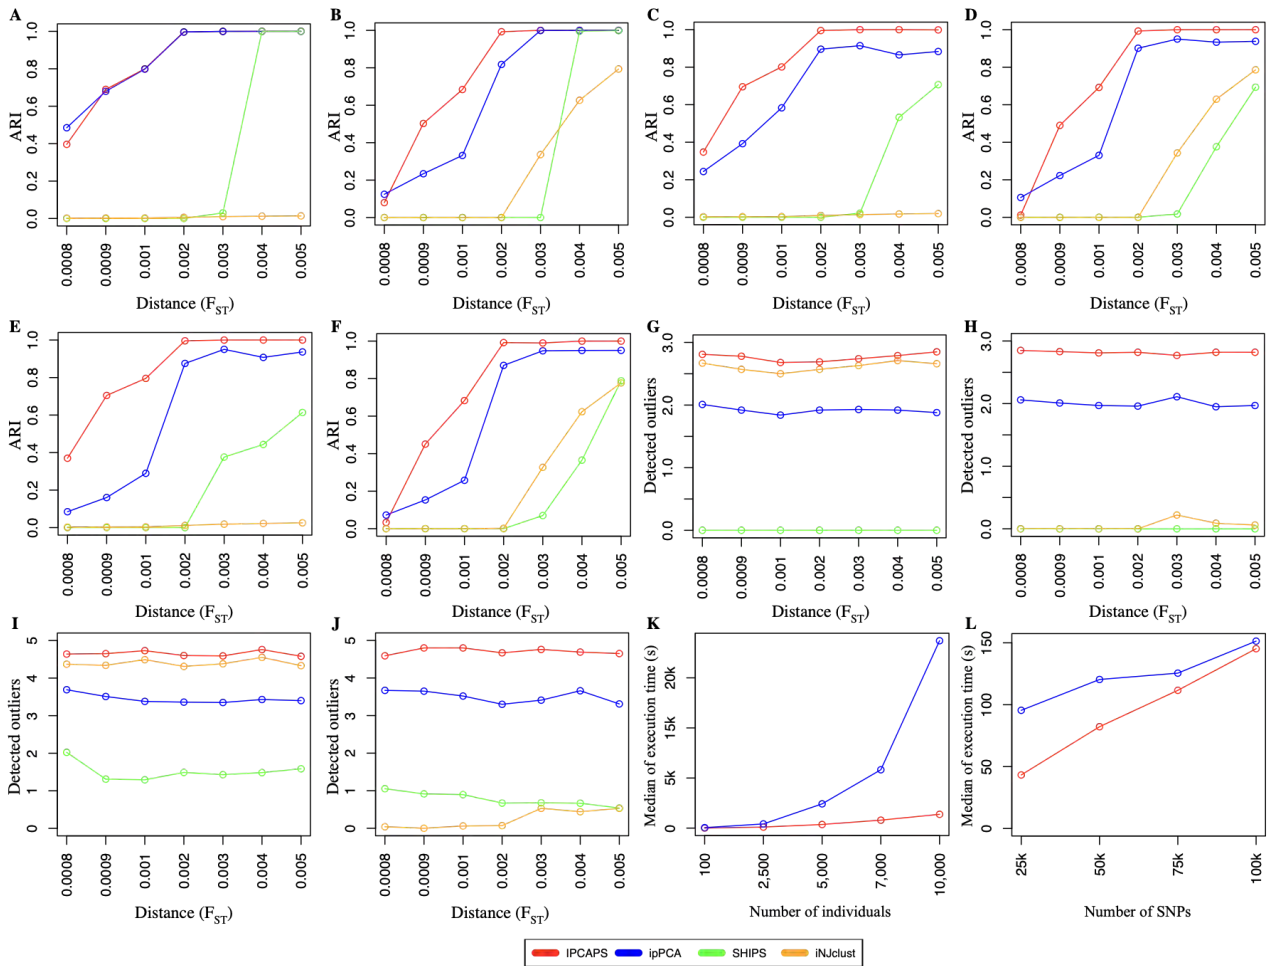 A
ARI
0.0 0.2 0.4 0.6 0.8 1.0
0.0008 0.0009 0.001 0.002 0.003 0.004 0.005
Distance (FST)
B
ARI
0.0 0.2 0.4 0.6 0.8 1.0
0.0008 0.0009 0.001 0.002 0.003 0.004 0.005
Distance (FST)
C
ARI
0.0 0.2 0.4 0.6 0.8 1.0
0.0008 0.0009 0.001 0.002 0.003 0.004 0.005
Distance (FST)
D
ARI
0.0 0.2 0.4 0.6 0.8 1.0
0.0008 0.0009 0.001 0.002 0.003 0.004 0.005
Distance (FST)
E
ARI
0.0 0.2 0.4 0.6 0.8 1.0
0.0008 0.0009 0.001 0.002 0.003 0.004 0.005
Distance (FST)
F
ARI
0.0 0.2 0.4 0.6 0.8 1.0
0.0008 0.0009 0.001 0.002 0.003 0.004 0.005
Distance (FST)
G
Detected outliers
0.0 1.0 2.0 3.0
0.0008 0.0009 0.001 0.002 0.003 0.004 0.005
Distance (FST)
H
Detected outliers
0.0 1.0 2.0 3.0
0.0008 0.0009 0.001 0.002 0.003 0.004 0.005
Distance (FST)
I
Detected outliers
0 1 2 3 4 5
0.0008 0.0009 0.001 0.002 0.003 0.004 0.005
Distance (FST)
J
Detected outliers
0 1 2 3 4 5
0.0008 0.0009 0.001 0.002 0.003 0.004 0.005
Distance (FST)
K
Median of execution time (s)
0 5k 15k 20k
100 2,500 5,000 7,000 10,000
Number of individuals
L
Median of execution time (s)
0 50 100 150
25k 50k 75k 100k
Number of SNPs
IPCAPS ipPCA SHIPS iNJclust